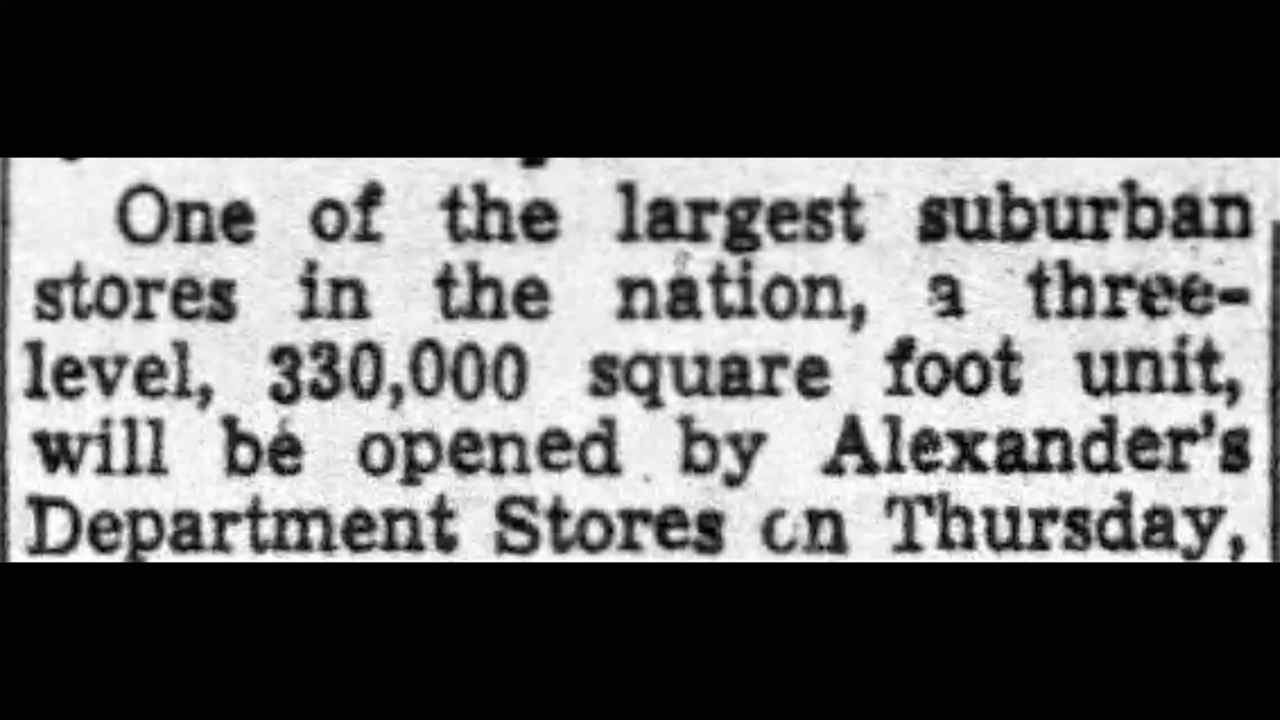 One of the largest suburban
stores in the nation, a three-
level, 330,000 square foot unit,
will be opened by Alexander's
Department Stores on Thursday,